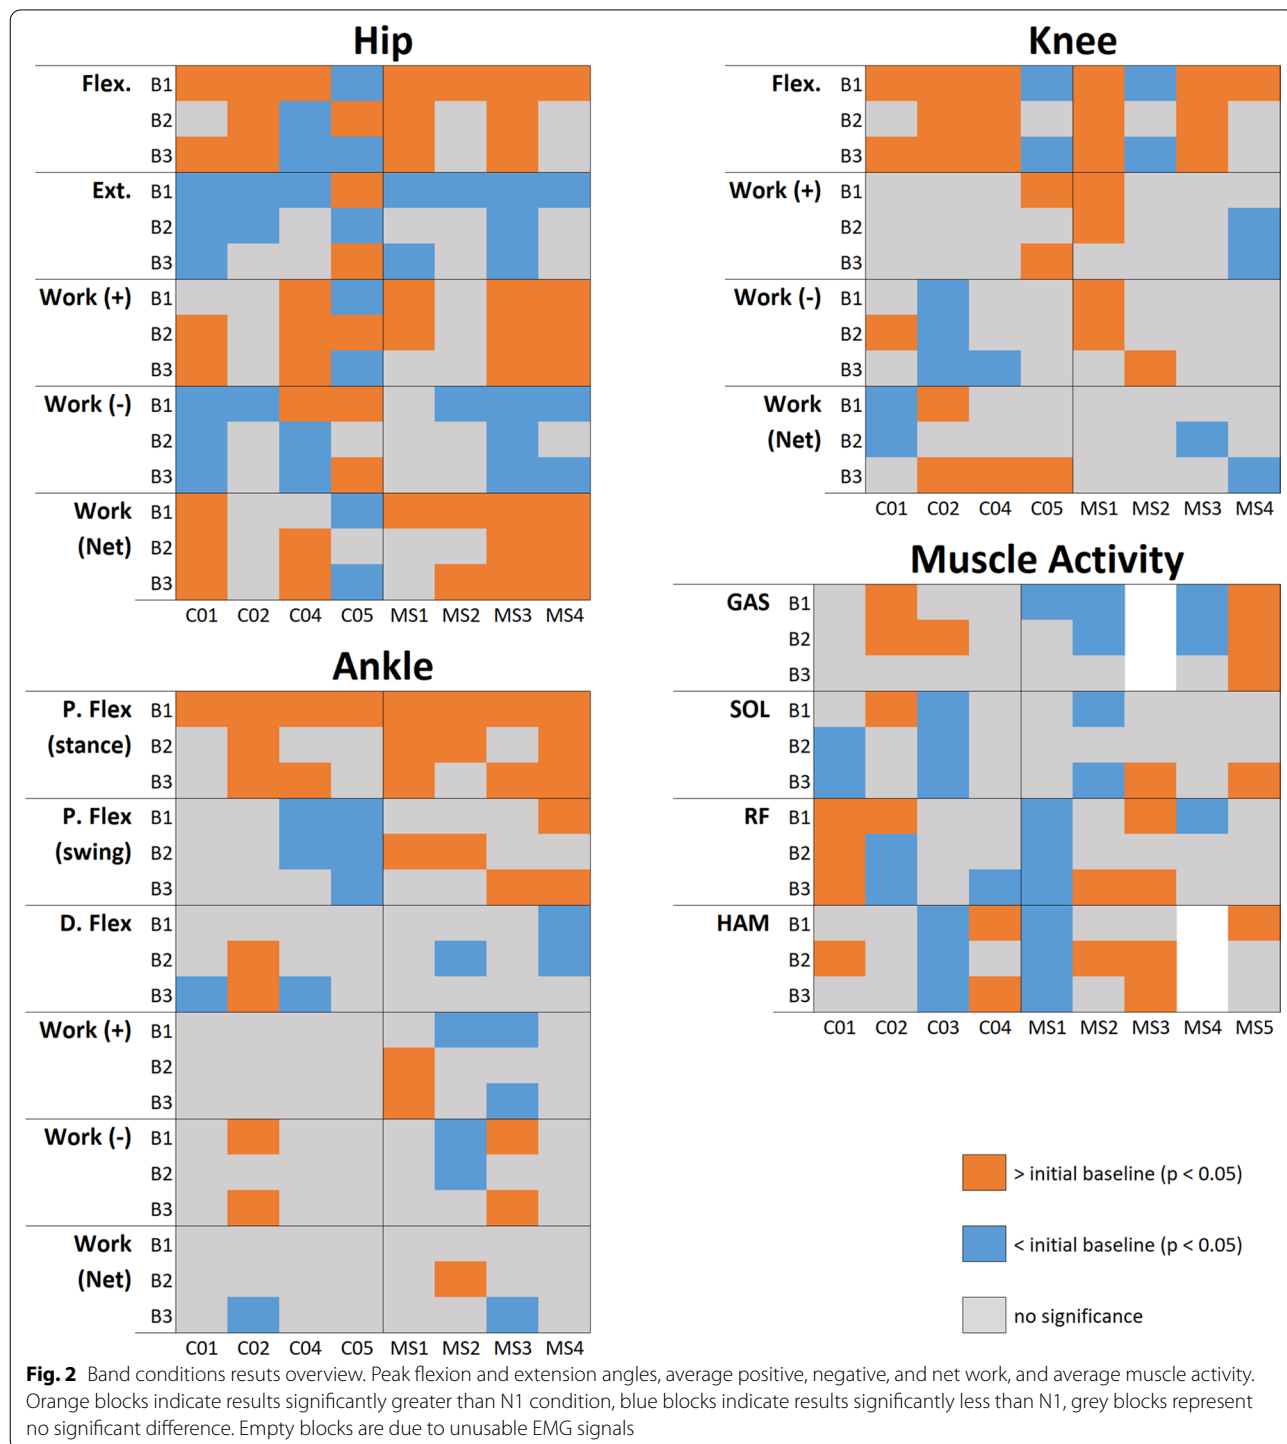 Hip
Flex. B1
B2
B3
Ext. B1
B2
B3
Work (+) B1
B2
B3
Work (-) B1
B2
B3
Work B1
(Net) B2
B3
C01 C02 C04 C05 MS1 MS2 MS3 MS4
Knee
Flex. B1
B2
B3
Work (+) B1
B2
B3
Work (-) B1
B2
B3
Work B1
(Net) B2
B3
C01 C02 C04 C05 MS1 MS2 MS3 MS4
Ankle
P. Flex B1
(stance) B2
B3
P. Flex B1
(swing) B2
B3
D. Flex B1
B2
B3
Work (+) B1
B2
B3
Work (-) B1
B2
B3
Work B1
(Net) B2
B3
C01 C02 C04 C05 MS1 MS2 MS3 MS4
Muscle Activity
GAS B1
B2
B3
SOL B1
B2
B3
RF B1
B2
B3
HAM B1
B2
B3
C01 C02 C03 C04 MS1 MS2 MS3 MS4 MS5
> initial baseline (p < 0.05)
< initial baseline (p < 0.05)
no significance
Fig. 2 Band conditions resuts overview. Peak flexion and extension angles, average positive, negative, and net work, and average muscle activity.
Orange blocks indicate results significantly greater than N1 condition, blue blocks indicate results significantly less than N1, grey blocks represent
no significant difference. Empty blocks are due to unusable EMG signals